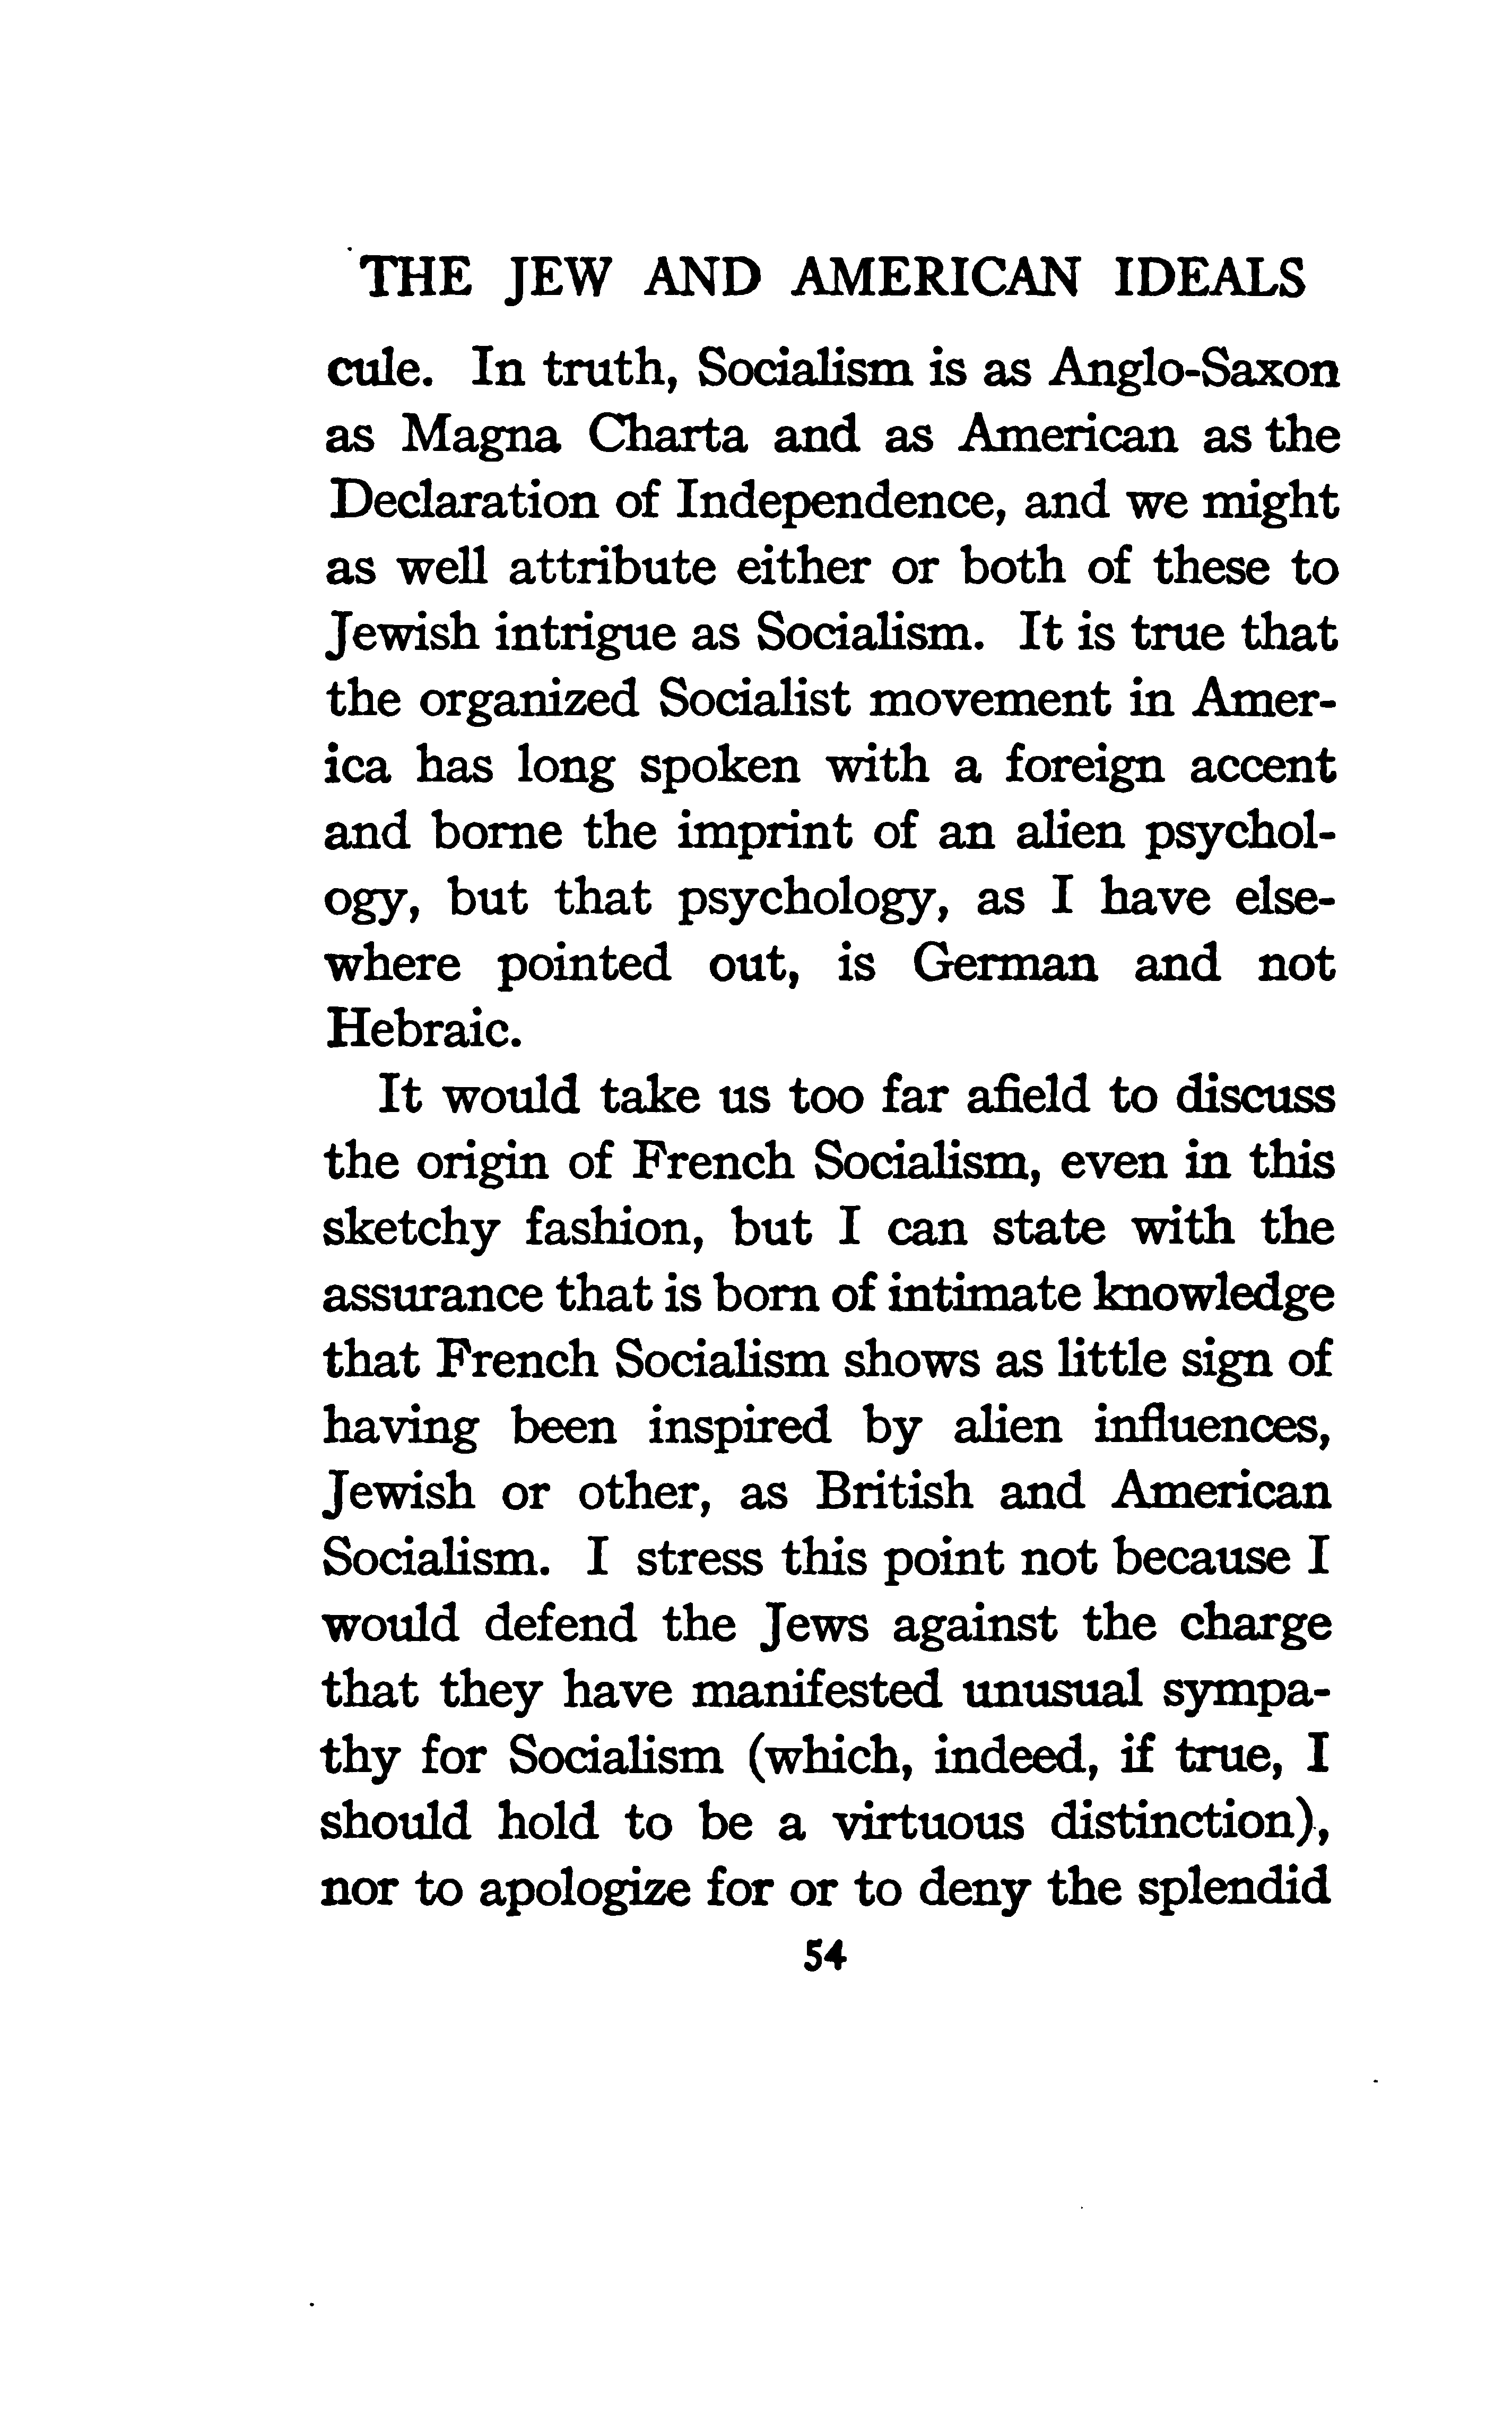 THE JEW AND AMERICAN IDEALS
cule. In truth, Socialism is as Anglo-Saxon
as Magna Charta and as American as the
Declaration of Independence, and we might
as well attribute either or both of these to
Jewish intrigue as Socialism. It is true that
the organized Socialist movement in Amer-
ica has long spoken with a foreign accent
and borne the imprint of an alien psychol-
ogy, but that psychology, as I have else-
where pointed out, is German and not
Hebraic.
It would take us too far afield to discuss
the origin of French Socialism, even in this
sketchy fashion, but I can state with the
assurance that is born of intimate knowledge
that French Socialism shows as little sign of
having been inspired by alien influences,
Jewish or other, as British and American
Socialism. I stress this point not because I
would defend the Jews against the charge
that they have manifested unusual sympa-
thy for Socialism (which, indeed, if true, I
should hold to be a virtuous distinction),
nor to apologize for or to deny the splendid
54